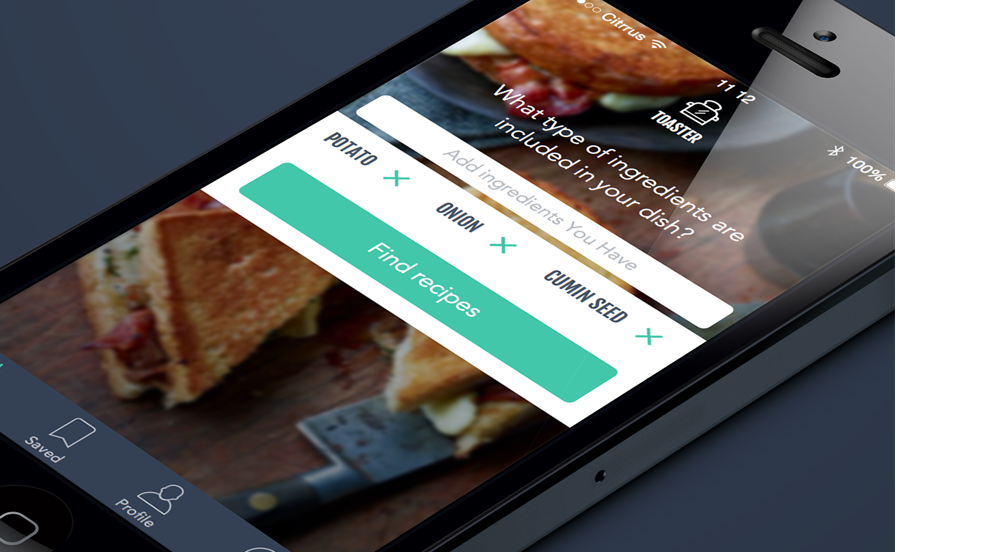 Citrrus
11 12
100%
TOASTER
What type of ingredients are
included in your dish?
Add ingredients You Have
POTATO
ONION
CUMIN SEED
Find recipes
Saved
Profile